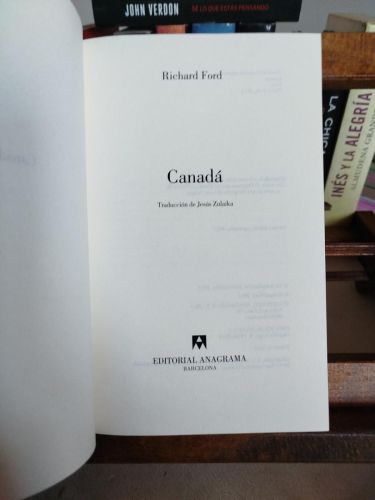 JOHN VERDON SÉ LO QUE ESTÁS PENSANDO
Richard Ford
Canadá
Traducción de Jesús Zulaika
EDITORIAL ANAGRAMA
BARCELONA
LA CHICA
INÉS Y LA ALEGRÍA
ALMUDENA GRANDES